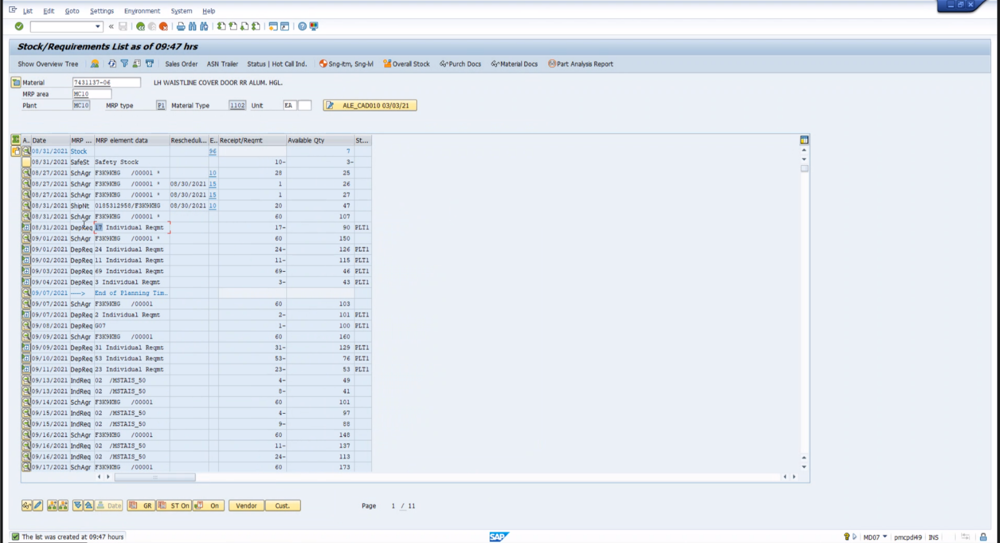 List Edit Goto Settings Environment System Help
Stock/Requirements List as of 09:47 hrs
Show Overview Tree Sales Order ASN Trailer Status | Hot Call Ind. Sng-itm, Sng-lvl Overall Stock Purch Docs Material Docs Part Analysis Report
Material 7431137-06 LH WAISTLINE COVER DOOR RR ALUM. HGL.
MRP area MC10
Plant MC10 MRP type P1 Material Type 1102 Unit EA ALE_CAD010 03/03/21
A.. Date MRP ... MRP element data Rescheduli... E.. Receipt/Reqmt Available Qty St...
08/31/2021 Stock 96 7
08/31/2021 SafeSt Safety Stock 10- 3-
08/27/2021 SchAgr F3K9KHG /00001 * 10 28 25
08/27/2021 SchAgr F3K9KHG /00001 * 08/30/2021 15 1 26
08/27/2021 SchAgr F3K9KHG /00001 * 08/30/2021 15 1 27
08/31/2021 ShipNt 0185312958/F3K9KHG 08/30/2021 10 20 47
08/31/2021 SchAgr F3K9KHG /00001 * 60 107
08/31/2021 DepReq 17 Individual Reqmt 17- 90 PLT1
09/01/2021 SchAgr F3K9KHG /00001 * 60 150
09/01/2021 DepReq 24 Individual Reqmt 24- 126 PLT1
09/02/2021 DepReq 11 Individual Reqmt 11- 115 PLT1
09/03/2021 DepReq 69 Individual Reqmt 69- 46 PLT1
09/04/2021 DepReq 3 Individual Reqmt 3- 43 PLT1
09/07/2021 ----> End of Planning Tim..
09/07/2021 SchAgr F3K9KHG /00001 60 103
09/07/2021 DepReq 2 Individual Reqmt 2- 101 PLT1
09/08/2021 DepReq G07 1- 100 PLT1
09/09/2021 SchAgr F3K9KHG /00001 60 160
09/09/2021 DepReq 31 Individual Reqmt 31- 129 PLT1
09/10/2021 DepReq 53 Individual Reqmt 53- 76 PLT1
09/11/2021 DepReq 23 Individual Reqmt 23- 53 PLT1
09/13/2021 IndReq 02 /MSTAIS_50 4- 49
09/13/2021 IndReq 02 /MSTAIS_50 8- 41
09/14/2021 SchAgr F3K9KHG /00001 60 101
09/15/2021 IndReq 02 /MSTAIS_50 4- 97
09/15/2021 IndReq 02 /MSTAIS_50 9- 88
09/16/2021 SchAgr F3K9KHG /00001 60 148
09/16/2021 IndReq 02 /MSTAIS_50 11- 137
09/16/2021 IndReq 02 /MSTAIS_50 24- 113
09/17/2021 SchAgr F3K9KHG /00001 60 173
Date GR ST On On Vendor Cust. Page 1 / 11
The list was created at 09:47 hours SAP MD07 pmcpdi49 INS